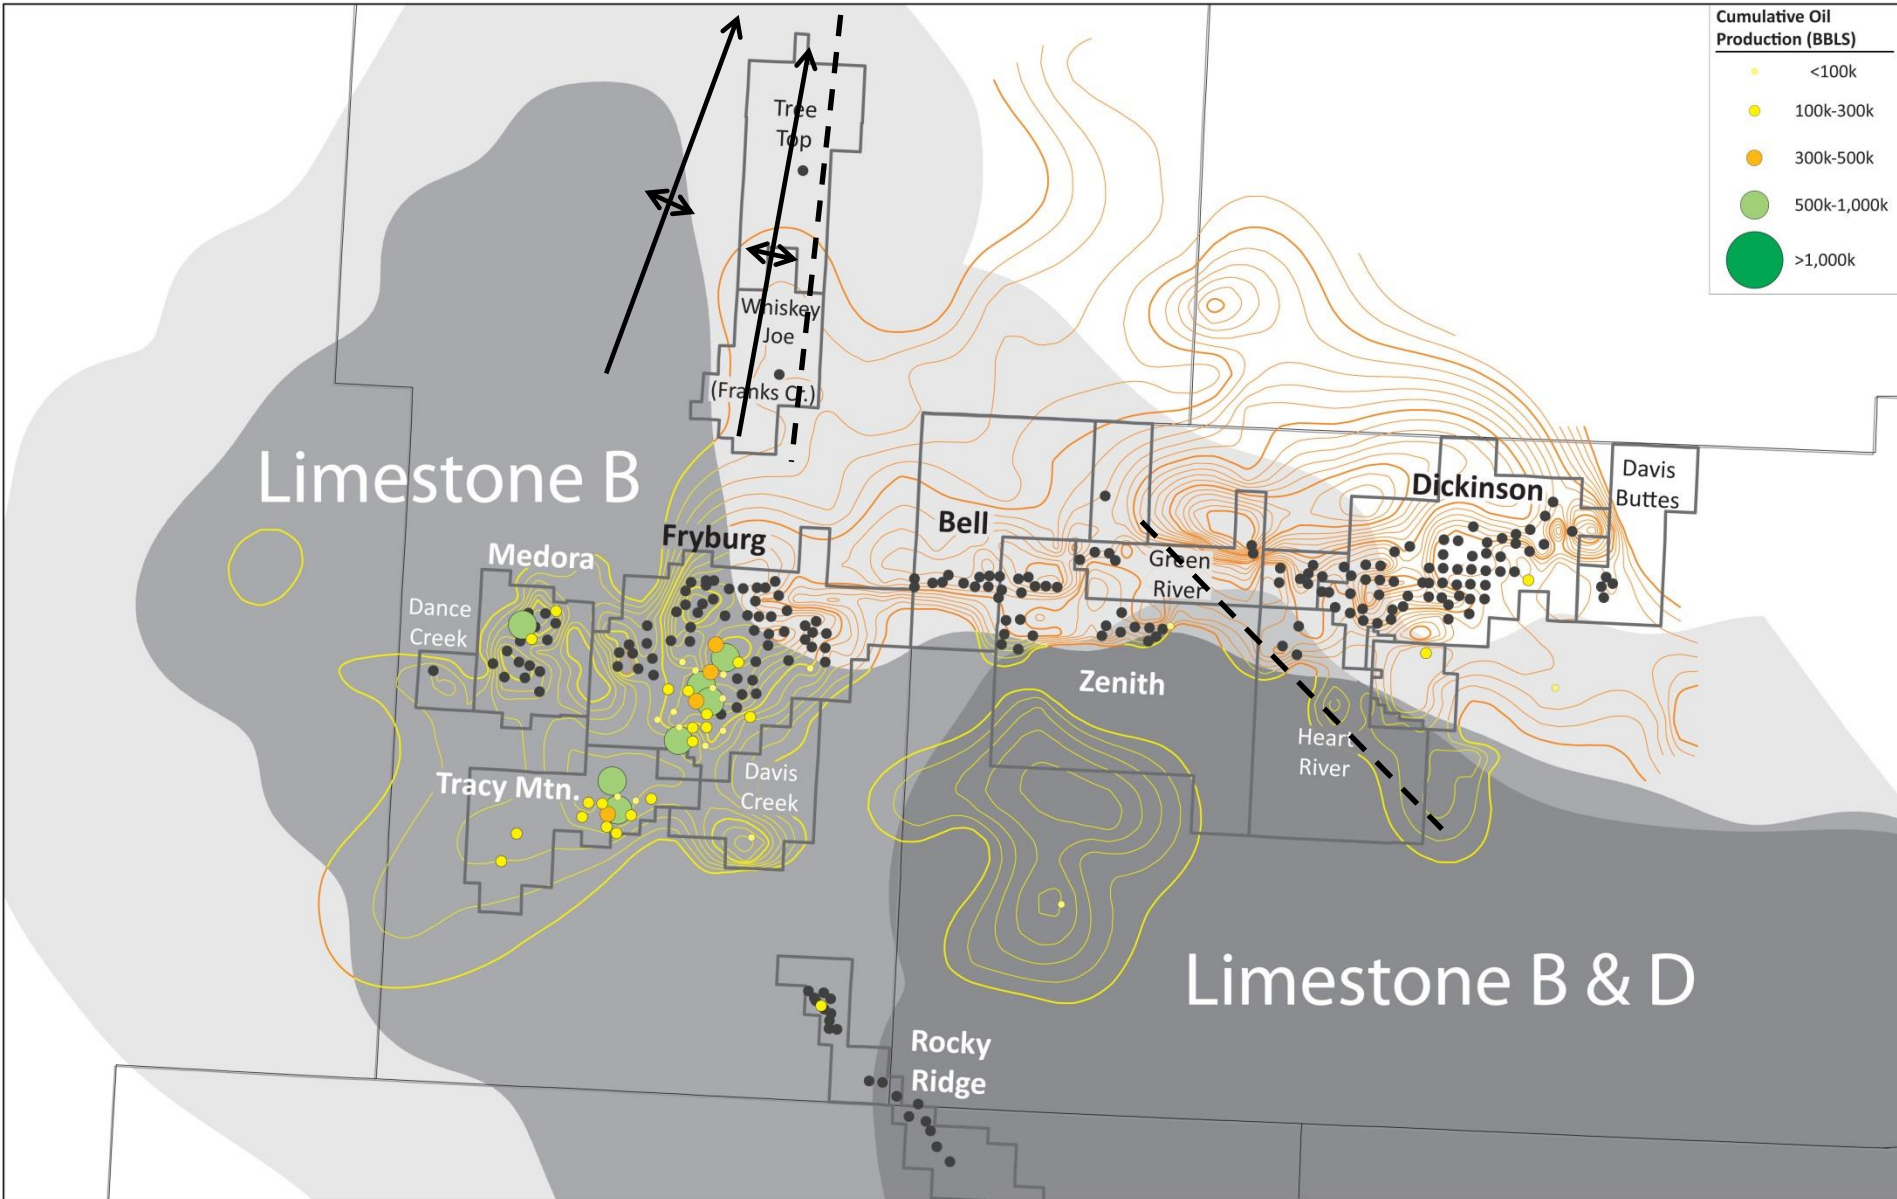 Cumulative Oil
Production (BBLS)
<100k
100k-300k
300k-500k
500k-1,000k
>1,000k
Tree
Top
Whiskey
Joe
(Franks Cr.)
Limestone B
Dickinson
Davis
Buttes
Bell
Fryburg
Medora
Green
River
Dance
Creek
Zenith
Heart
River
Tracy Mtn.
Davis
Creek
Limestone B & D
Rocky
Ridge